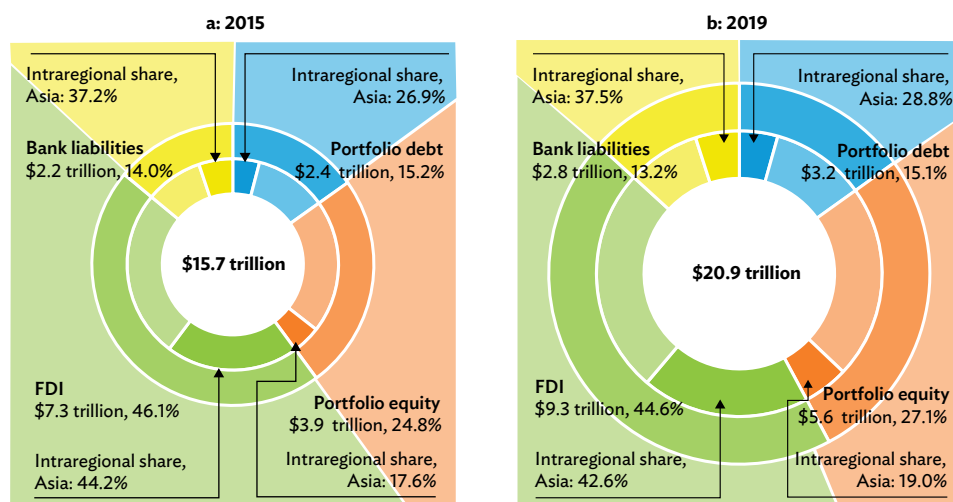 a: 2015
Intraregional share,
Asia: 37.2%
Intraregional share,
Asia: 26.9%
Bank liabilities
$2.2 trillion, 14.0%
Portfolio debt
$2.4 trillion, 15.2%
$15.7 trillion
FDI
$7.3 trillion, 46.1%
Portfolio equity
$3.9 trillion, 24.8%
Intraregional share,
Asia: 44.2%
Intraregional share,
Asia: 17.6%
b: 2019
Intraregional share,
Asia: 37.5%
Intraregional share,
Asia: 28.8%
Bank liabilities
$2.8 trillion, 13.2%
Portfolio debt
$3.2 trillion, 15.1%
$20.9 trillion
FDI
$9.3 trillion, 44.6%
Portfolio equity
$5.6 trillion, 27.1%
Intraregional share,
Asia: 42.6%
Intraregional share,
Asia: 19.0%